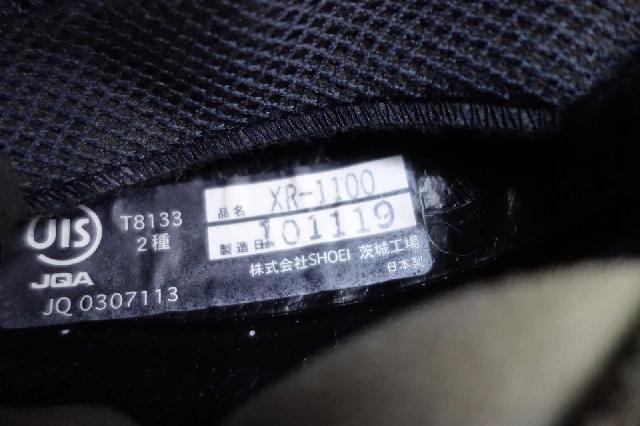 JIS
JQA
JQ 0307113
T8133
2種
品名 XR-1100
製造日 101119
株式会社SHOEI 茨城工場
日本製